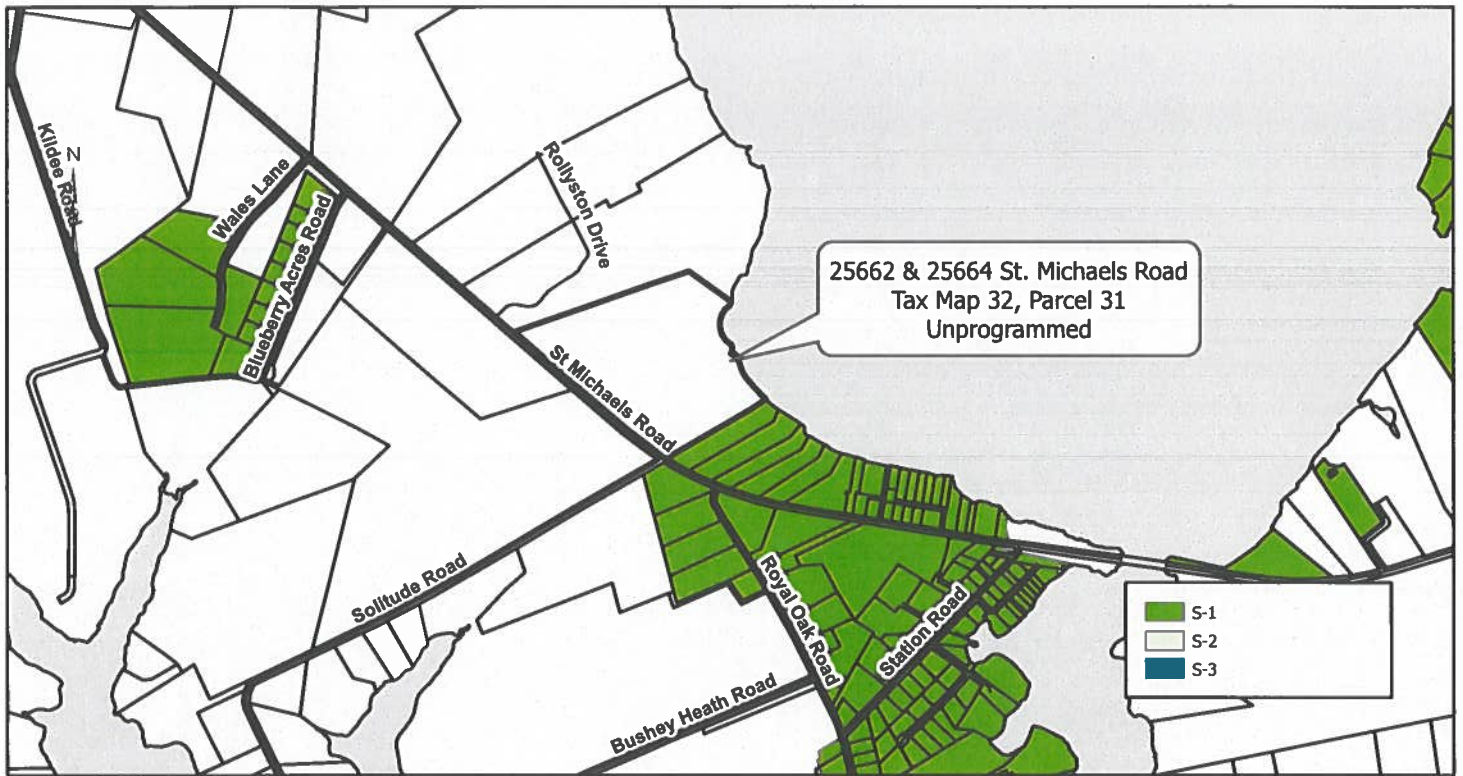 Kildee Road
N
Wales Lane
Blueberry Acres Road
Rollyston Drive
25662 & 25664 St. Michaels Road
Tax Map 32, Parcel 31
Unprogrammed
St Michaels Road
Solitude Road
Royal Oak Road
Station Road
Bushey Heath Road
S-1
S-2
S-3